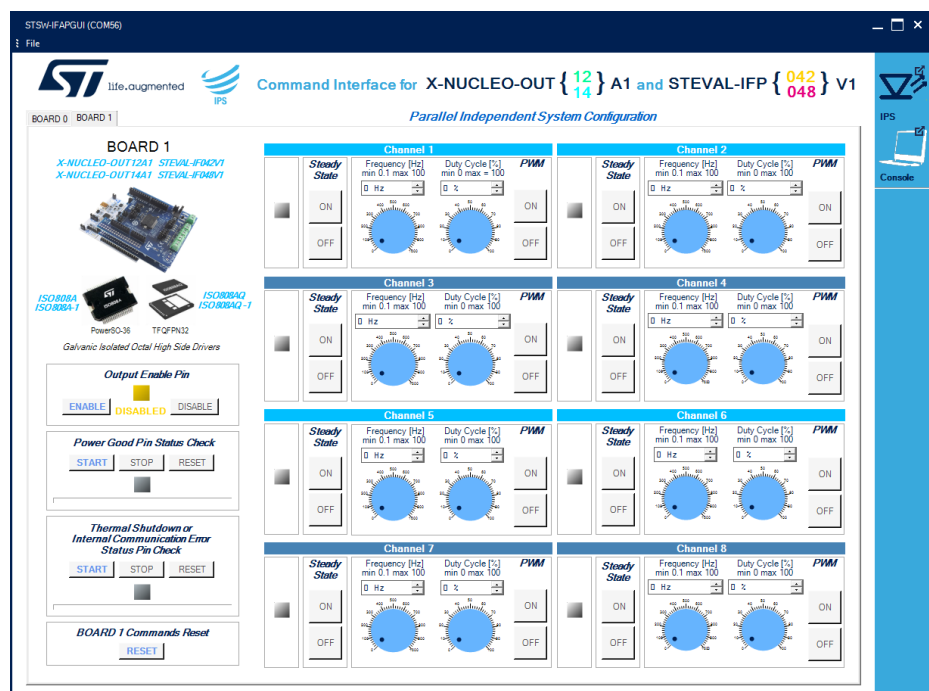 STSW-IFAPGUI (COM56)
File
life.augmented
IPS
Command Interface for X-NUCLEO-OUT { 12 14 } A1 and STEVAL-IFP { 042 048 } V1
IPS
Console
BOARD 0 BOARD 1
Parallel Independent System Configuration
BOARD 1
X-NUCLEO-OUT12A1 STEVAL-IF042V1
X-NUCLEO-OUT14A1 STEVAL-IF048V1
ISO808A
ISO808A-1
ISO808AQ
ISO808AQ-1
PowerSO-36 TFQFPN32
Galvanic Isolated Octal High Side Drivers
Output Enable Pin
ENABLE DISABLED DISABLE
Power Good Pin Status Check
START STOP RESET
Thermal Shutdown or
Internal Communication Error
Status Pin Check
START STOP RESET
BOARD 1 Commands Reset
RESET
Channel 1
Steady State
Frequency [Hz] min 0.1 max 100
Duty Cycle [%] min 0 max = 100
PWM
0 Hz 0 %
ON ON
OFF OFF
Channel 2
Steady State
Frequency [Hz] min 0.1 max 100
Duty Cycle [%] min 0 max 100
PWM
0 Hz 0 %
ON ON
OFF OFF
Channel 3
Steady State
Frequency [Hz] min 0.1 max 100
Duty Cycle [%] min 0 max 100
PWM
0 Hz 0 %
ON ON
OFF OFF
Channel 4
Steady State
Frequency [Hz] min 0.1 max 100
Duty Cycle [%] min 0 max 100
PWM
0 Hz 0 %
ON ON
OFF OFF
Channel 5
Steady State
Frequency [Hz] min 0.1 max 100
Duty Cycle [%] min 0 max 100
PWM
0 Hz 0 %
ON ON
OFF OFF
Channel 6
Steady State
Frequency [Hz] min 0.1 max 100
Duty Cycle [%] min 0 max 100
PWM
0 Hz 0 %
ON ON
OFF OFF
Channel 7
Steady State
Frequency [Hz] min 0.1 max 100
Duty Cycle [%] min 0 max 100
PWM
0 Hz 0 %
ON ON
OFF OFF
Channel 8
Steady State
Frequency [Hz] min 0.1 max 100
Duty Cycle [%] min 0 max 100
PWM
0 Hz 0 %
ON ON
OFF OFF